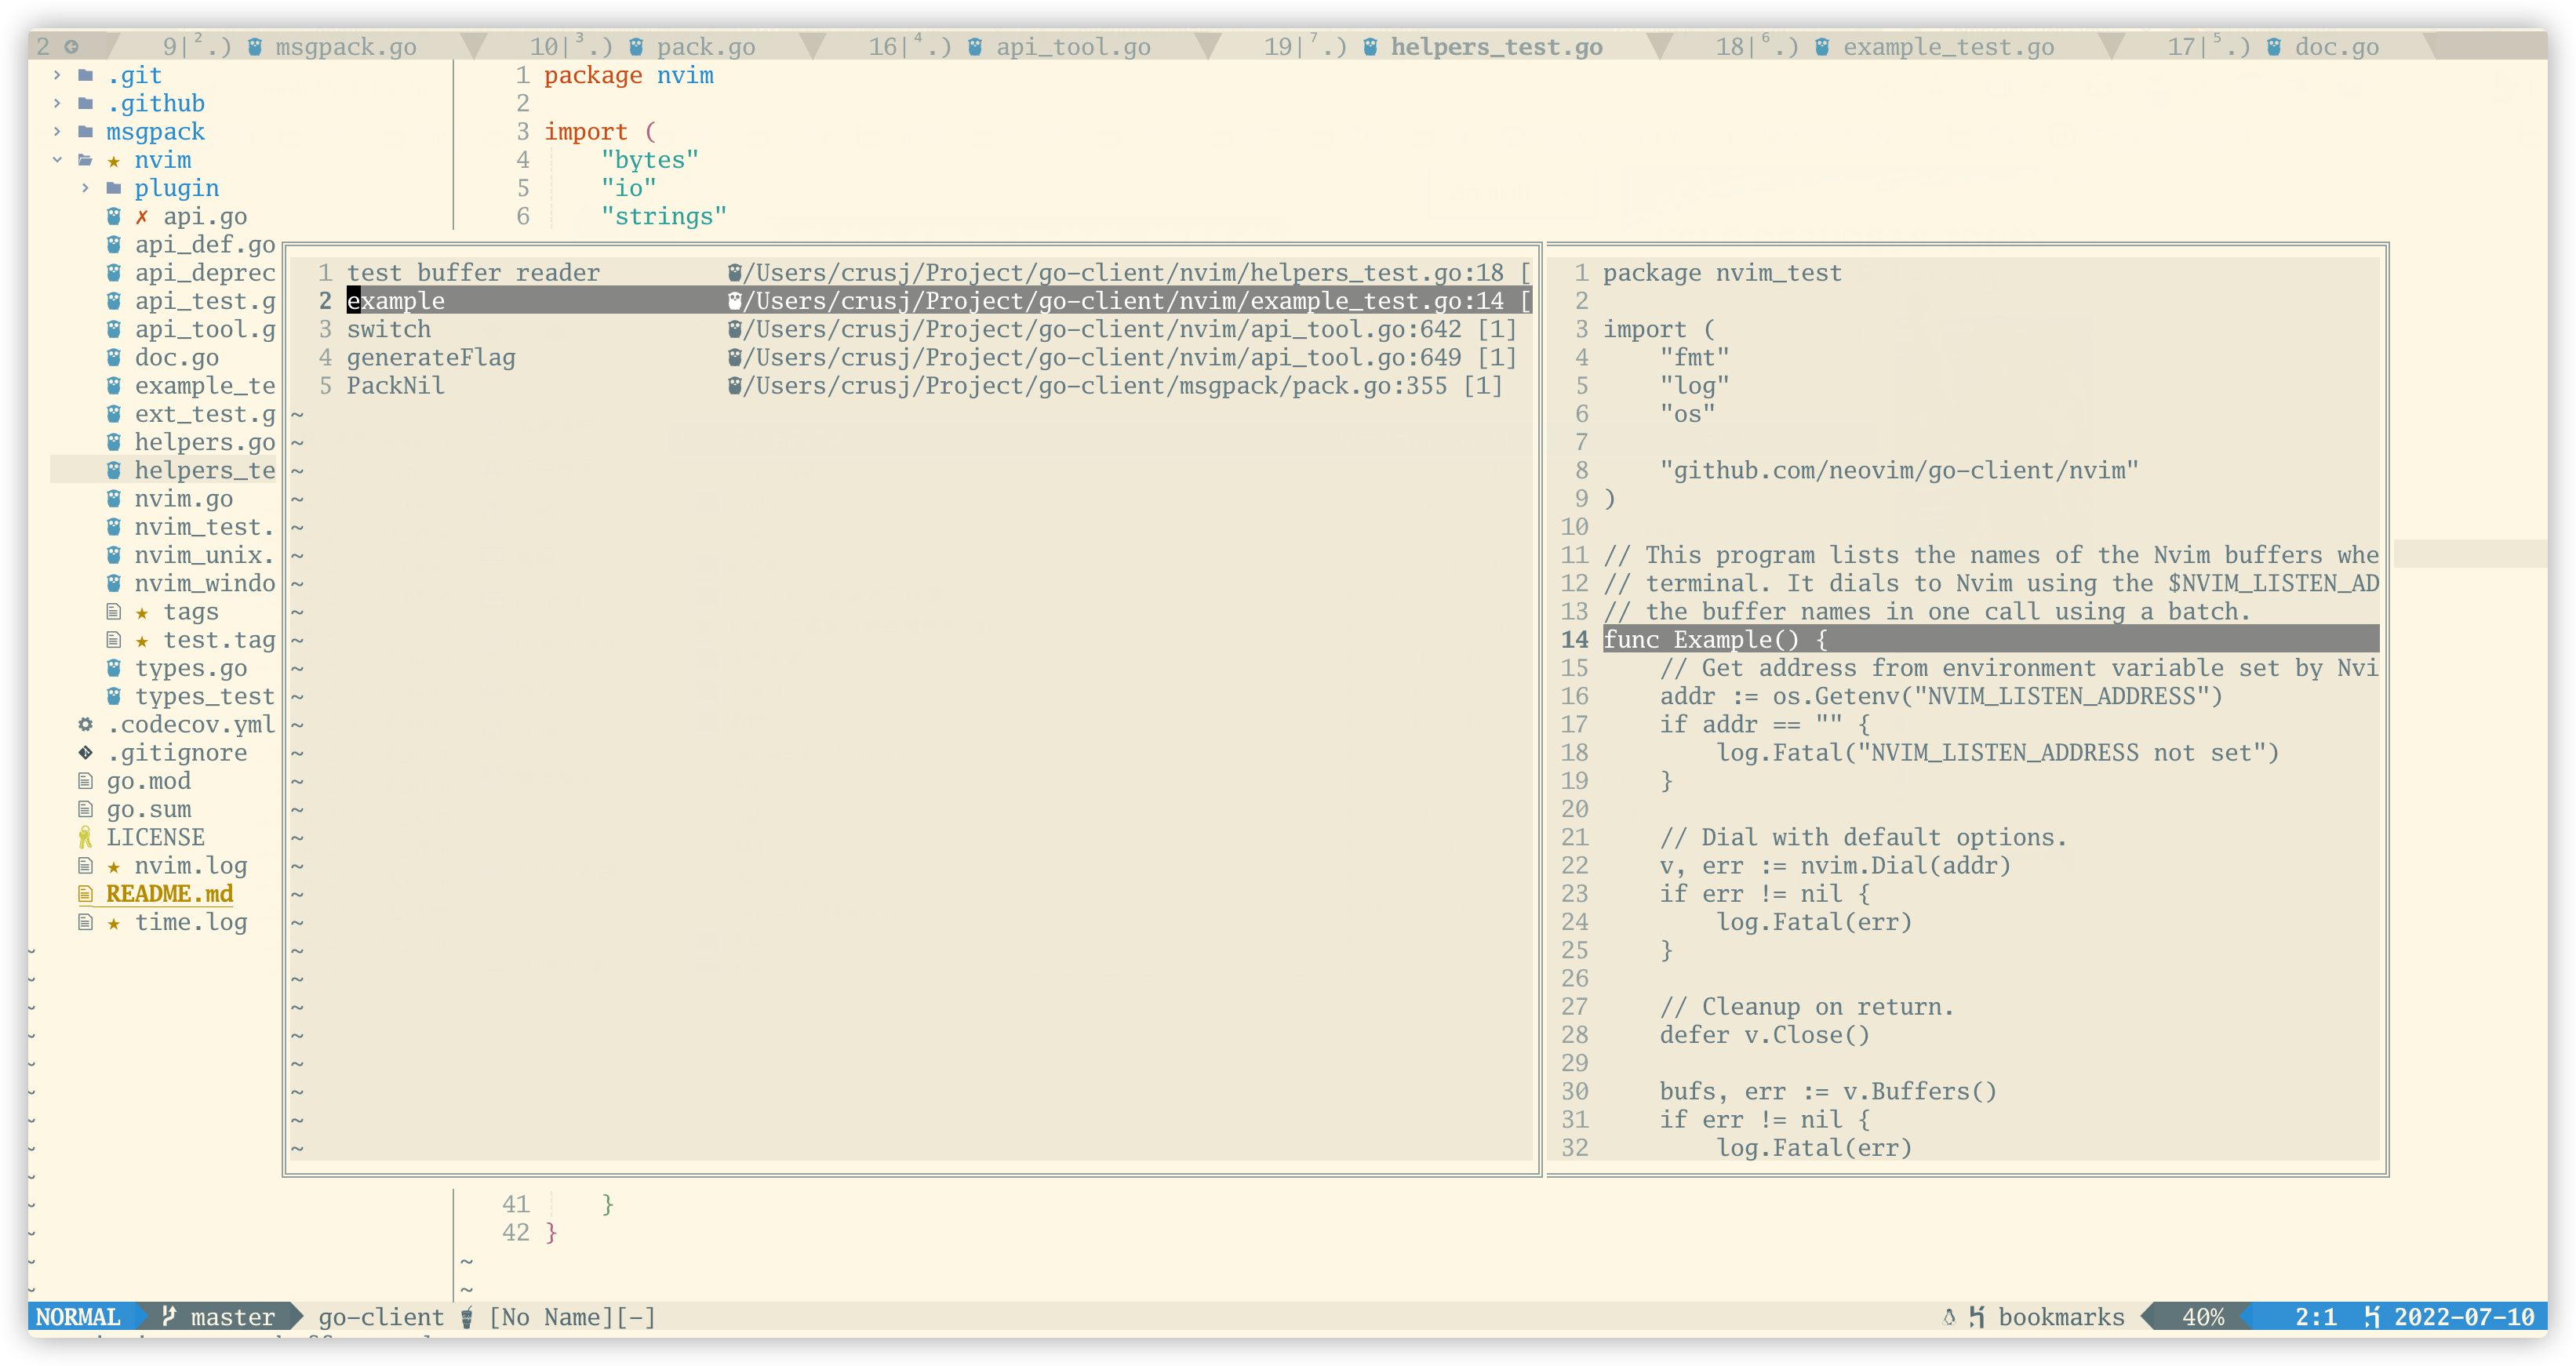 2 9|2.) msgpack.go 10|3.) pack.go 16|4.) api_tool.go 19|7.) helpers_test.go 18|6.) example_test.go 17|5.) doc.go
.git
.github
msgpack
★ nvim
plugin
✗ api.go
api_def.go
api_deprec
api_test.g
api_tool.g
doc.go
example_te
ext_test.g
helpers.go
helpers_te
nvim.go
nvim_test.
nvim_unix.
nvim_windo
★ tags
★ test.tag
types.go
types_test
.codecov.yml
.gitignore
go.mod
go.sum
LICENSE
★ nvim.log
README.md
★ time.log
1 package nvim
2
3 import (
4     "bytes"
5     "io"
6     "strings"
1 test buffer reader /Users/crusj/Project/go-client/nvim/helpers_test.go:18 [
2 example /Users/crusj/Project/go-client/nvim/example_test.go:14 [
3 switch /Users/crusj/Project/go-client/nvim/api_tool.go:642 [1]
4 generateFlag /Users/crusj/Project/go-client/nvim/api_tool.go:649 [1]
5 PackNil /Users/crusj/Project/go-client/msgpack/pack.go:355 [1]
1 package nvim_test
2
3 import (
4     "fmt"
5     "log"
6     "os"
7
8     "github.com/neovim/go-client/nvim"
9 )
10
11 // This program lists the names of the Nvim buffers whe
12 // terminal. It dials to Nvim using the $NVIM_LISTEN_AD
13 // the buffer names in one call using a batch.
14 func Example() {
15     // Get address from environment variable set by Nvi
16     addr := os.Getenv("NVIM_LISTEN_ADDRESS")
17     if addr == "" {
18         log.Fatal("NVIM_LISTEN_ADDRESS not set")
19     }
20
21     // Dial with default options.
22     v, err := nvim.Dial(addr)
23     if err != nil {
24         log.Fatal(err)
25     }
26
27     // Cleanup on return.
28     defer v.Close()
29
30     bufs, err := v.Buffers()
31     if err != nil {
32         log.Fatal(err)
41     }
42 }
NORMAL master go-client [No Name][-] bookmarks 40% 2:1 2022-07-10